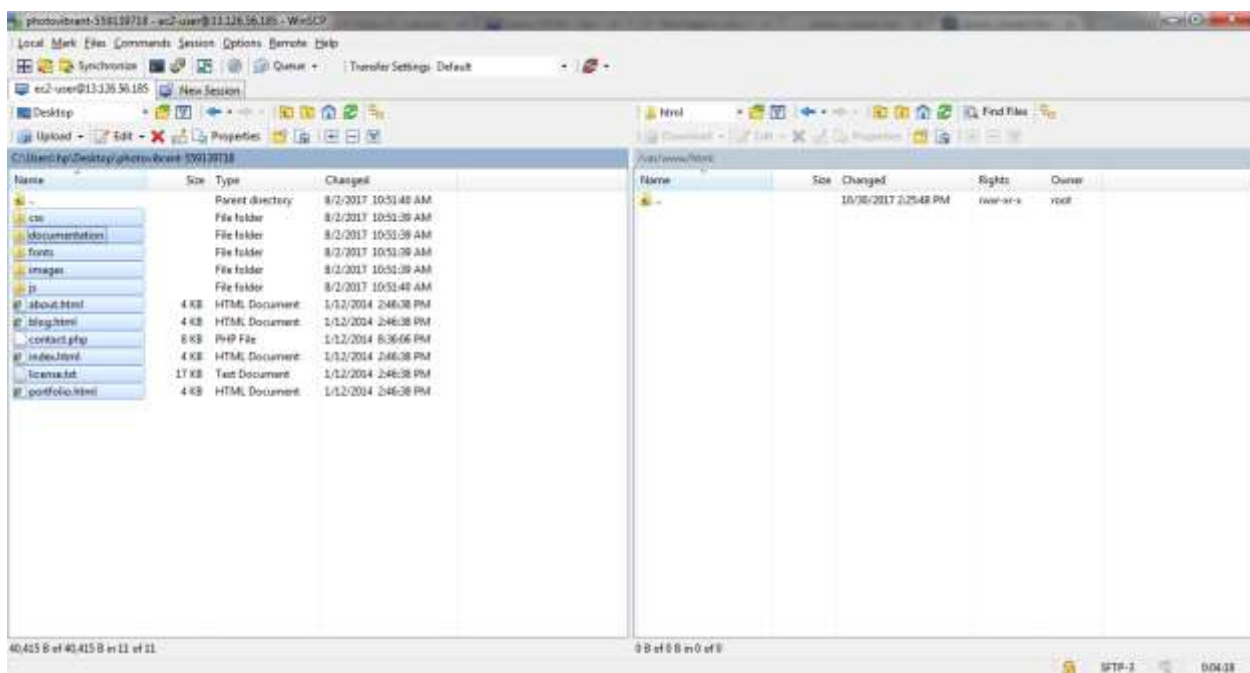 photovibrant-559139718 - ec2-user@13.126.56.185 - WinSCP
Local Mark Files Commands Session Options Remote Help
Synchronize Queue Transfer Settings Default
ec2-user@13.126.56.185 New Session
Desktop
html Find Files
Upload Edit Properties
Download Edit Properties
C:\Users\hp\Desktop\photovibrant-559139718
/var/www/html
Name Size Type Changed
Name Size Changed Rights Owner
.. Parent directory 8/2/2017 10:51:40 AM
.. 10/30/2017 2:25:48 PM rwxr-xr-x root
css File folder 8/2/2017 10:51:39 AM
documentation File folder 8/2/2017 10:51:39 AM
fonts File folder 8/2/2017 10:51:39 AM
images File folder 8/2/2017 10:51:39 AM
js File folder 8/2/2017 10:51:40 AM
about.html 4 KB HTML Document 1/12/2014 2:46:38 PM
blog.html 4 KB HTML Document 1/12/2014 2:46:38 PM
contact.php 8 KB PHP File 1/12/2014 8:36:06 PM
index.html 4 KB HTML Document 1/12/2014 2:46:38 PM
license.txt 17 KB Text Document 1/12/2014 2:46:38 PM
portfolio.html 4 KB HTML Document 1/12/2014 2:46:38 PM
40,415 B of 40,415 B in 11 of 11
0 B of 0 B in 0 of 0
SFTP-3 0:04:18